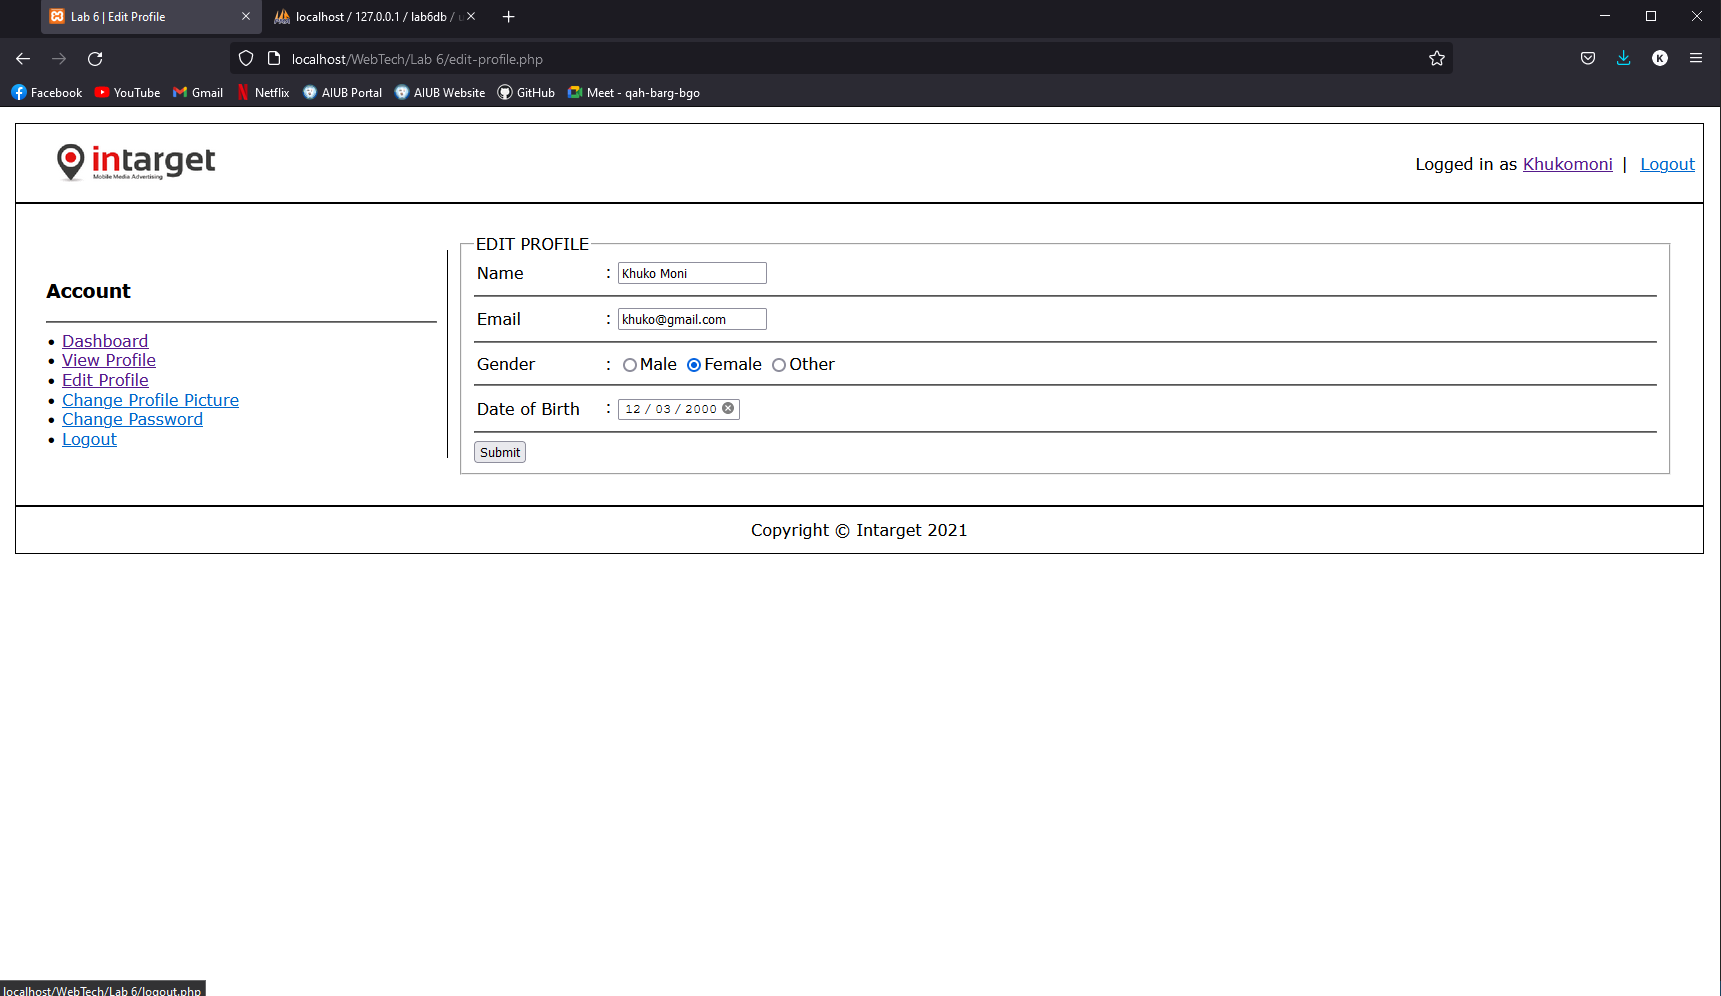 Lab 6 | Edit Profile
localhost / 127.0.0.1 / lab6db / u
localhost/WebTech/Lab 6/edit-profile.php
K
Facebook YouTube Gmail Netflix AIUB Portal AIUB Website GitHub Meet - qah-barg-bgo
intarget
Mobile Media Advertising
Logged in as Khukomoni | Logout
Account
• Dashboard
• View Profile
• Edit Profile
• Change Profile Picture
• Change Password
• Logout
EDIT PROFILE
Name : Khuko Moni
Email : khuko@gmail.com
Gender : Male Female Other
Date of Birth : 12 / 03 / 2000
Submit
Copyright © Intarget 2021
localhost/WebTech/Lab 6/logout.php